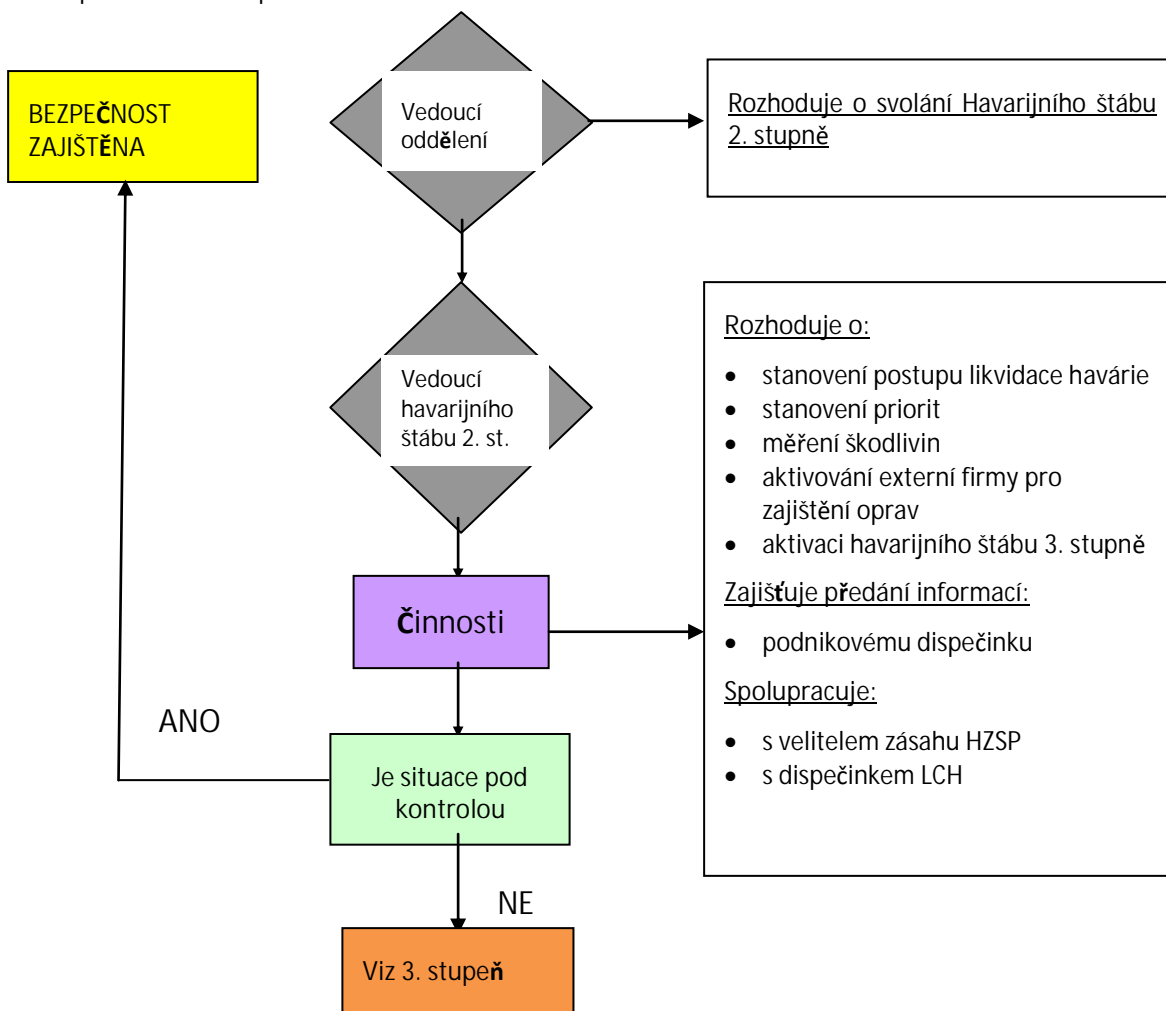 BEZPEČNOST
ZAJIŠTĚNA
Vedoucí
oddělení
Rozhoduje o svolání Havarijního štábu
2. stupně
Vedoucí
havarijního
štábu 2. st.
Rozhoduje o:
• stanovení postupu likvidace havárie
• stanovení priorit
• měření škodlivin
• aktivování externí firmy pro
zajištění oprav
• aktivaci havarijního štábu 3. stupně
Zajišťuje předání informací:
• podnikovému dispečinku
Spolupracuje:
• s velitelem zásahu HZSP
• s dispečinkem LCH
Činnosti
ANO
Je situace pod
kontrolou
NE
Viz 3. stupeň